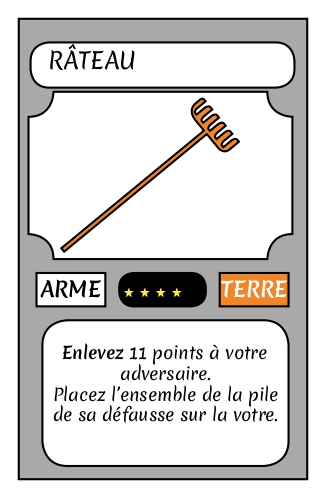 RÂTEAU
ARME
TERRE
Enlevez 11 points à votre
adversaire.
Placez l'ensemble de la pile
de sa défausse sur la votre.